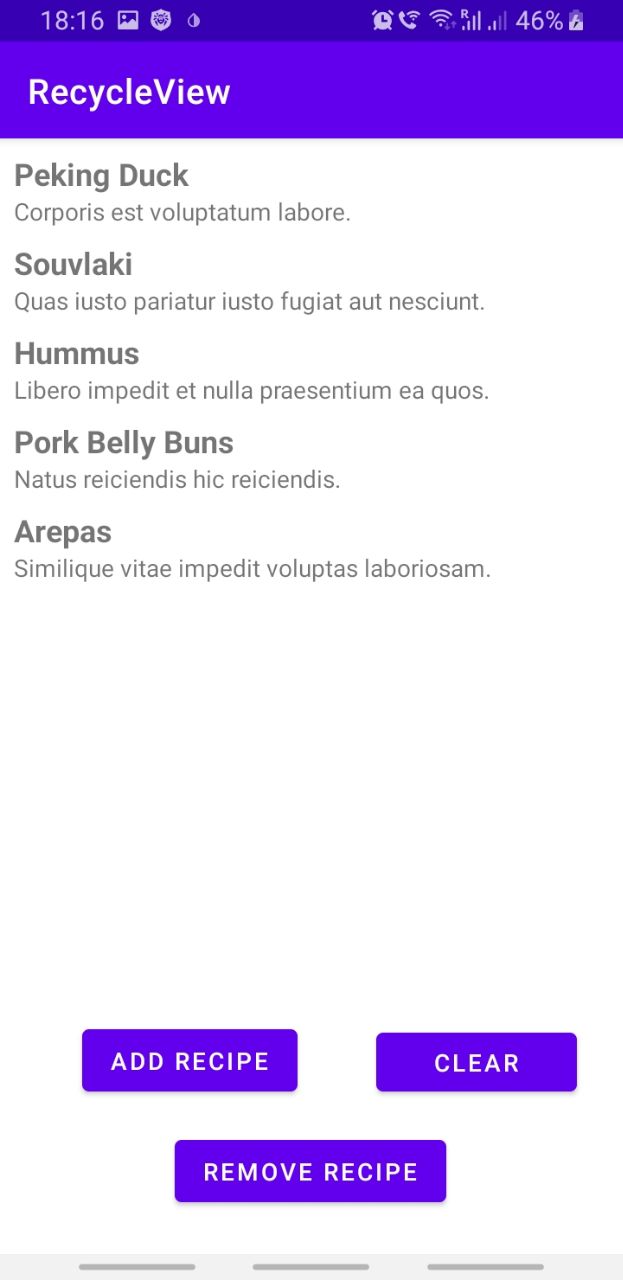 18:16 R 46%
RecycleView
Peking Duck
Corporis est voluptatum labore.
Souvlaki
Quas iusto pariatur iusto fugiat aut nesciunt.
Hummus
Libero impedit et nulla praesentium ea quos.
Pork Belly Buns
Natus reiciendis hic reiciendis.
Arepas
Similique vitae impedit voluptas laboriosam.
ADD RECIPE CLEAR
REMOVE RECIPE